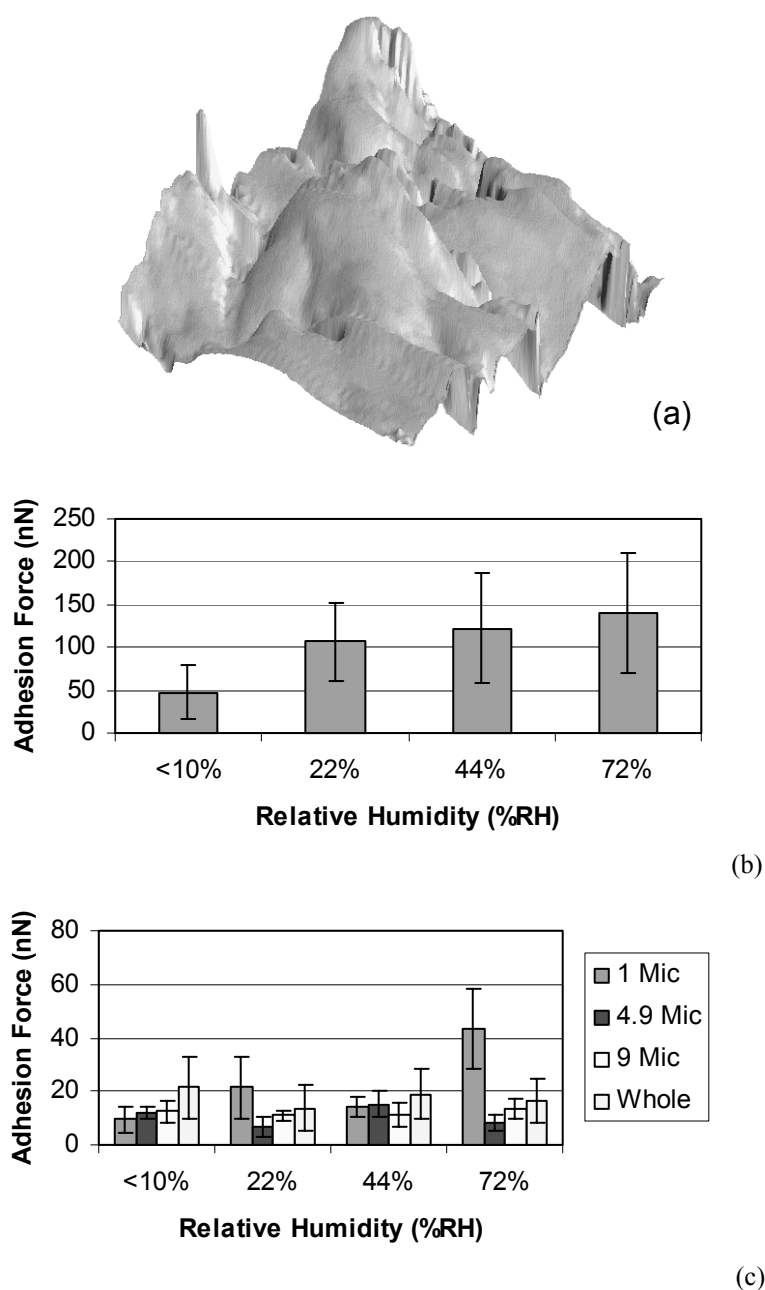 (a)
Adhesion Force (nN)
250
200
150
100
50
0
<10% 22% 44% 72%
Relative Humidity (%RH)
(b)
Adhesion Force (nN)
80
60
40
20
0
<10% 22% 44% 72%
Relative Humidity (%RH)
1 Mic
4.9 Mic
9 Mic
Whole
(c)